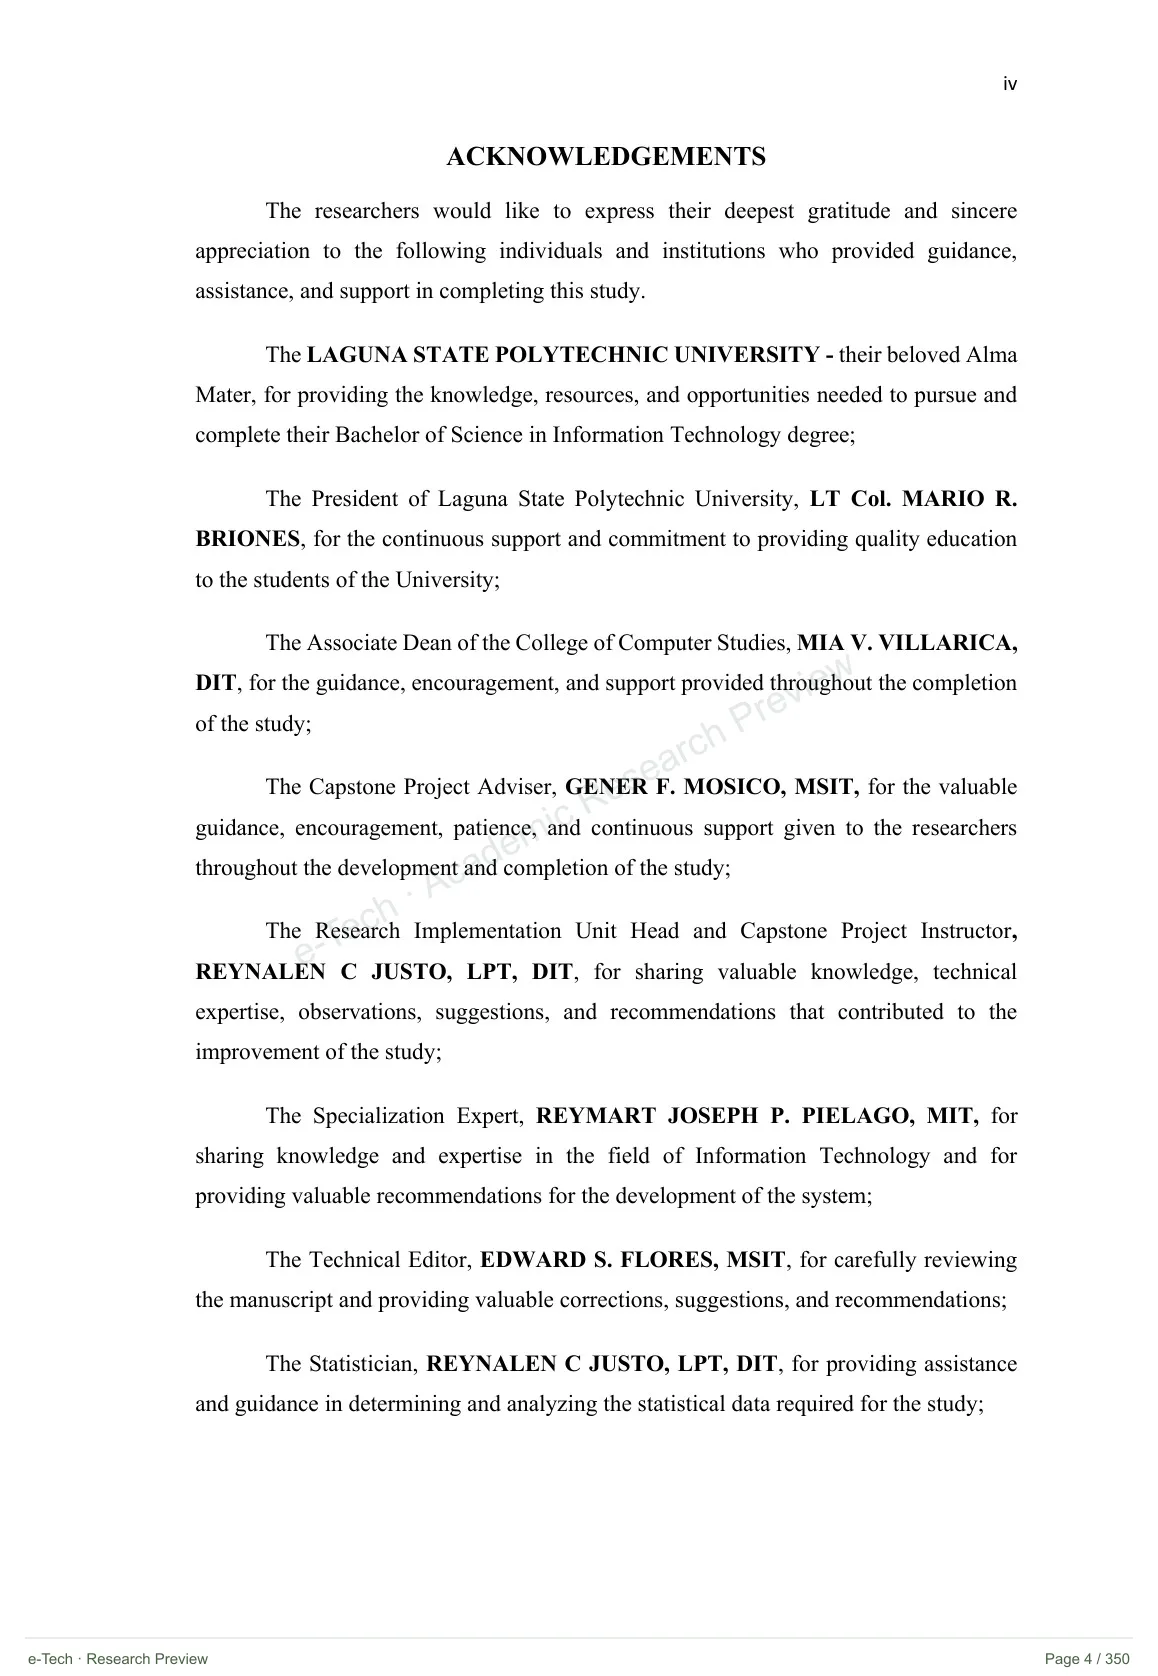 iv
ACKNOWLEDGEMENTS
The researchers would like to express their deepest gratitude and sincere
appreciation to the following individuals and institutions who provided guidance,
assistance, and support in completing this study.
The LAGUNA STATE POLYTECHNIC UNIVERSITY - their beloved Alma
Mater, for providing the knowledge, resources, and opportunities needed to pursue and
complete their Bachelor of Science in Information Technology degree;
The President of Laguna State Polytechnic University, LT Col. MARIO R.
BRIONES, for the continuous support and commitment to providing quality education
to the students of the University;
The Associate Dean of the College of Computer Studies, MIA V. VILLARICA,
DIT, for the guidance, encouragement, and support provided throughout the completion
of the study;
The Capstone Project Adviser, GENER F. MOSICO, MSIT, for the valuable
guidance, encouragement, patience, and continuous support given to the researchers
throughout the development and completion of the study;
The Research Implementation Unit Head and Capstone Project Instructor,
REYNALEN C JUSTO, LPT, DIT, for sharing valuable knowledge, technical
expertise, observations, suggestions, and recommendations that contributed to the
improvement of the study;
The Specialization Expert, REYMART JOSEPH P. PIELAGO, MIT, for
sharing knowledge and expertise in the field of Information Technology and for
providing valuable recommendations for the development of the system;
The Technical Editor, EDWARD S. FLORES, MSIT, for carefully reviewing
the manuscript and providing valuable corrections, suggestions, and recommendations;
The Statistician, REYNALEN C JUSTO, LPT, DIT, for providing assistance
and guidance in determining and analyzing the statistical data required for the study;
e-Tech · Academic Research Preview
e-Tech · Research Preview
Page 4 / 350